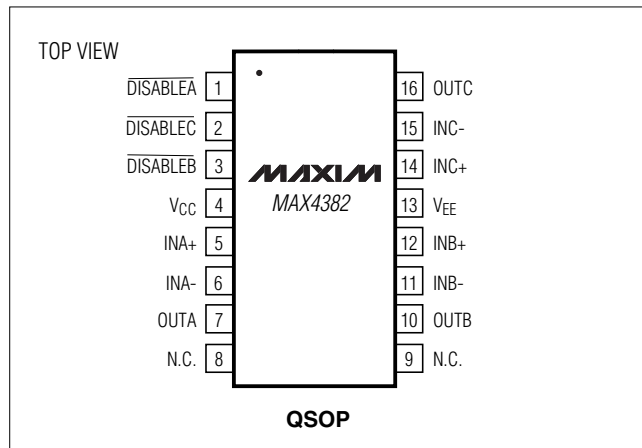 TOP VIEW
DISABLEA 1 16 OUTC
DISABLEC 2 15 INC-
DISABLEB 3 14 INC+
MAXIM
VCC 4 MAX4382 13 VEE
INA+ 5 12 INB+
INA- 6 11 INB-
OUTA 7 10 OUTB
N.C. 8 9 N.C.
QSOP